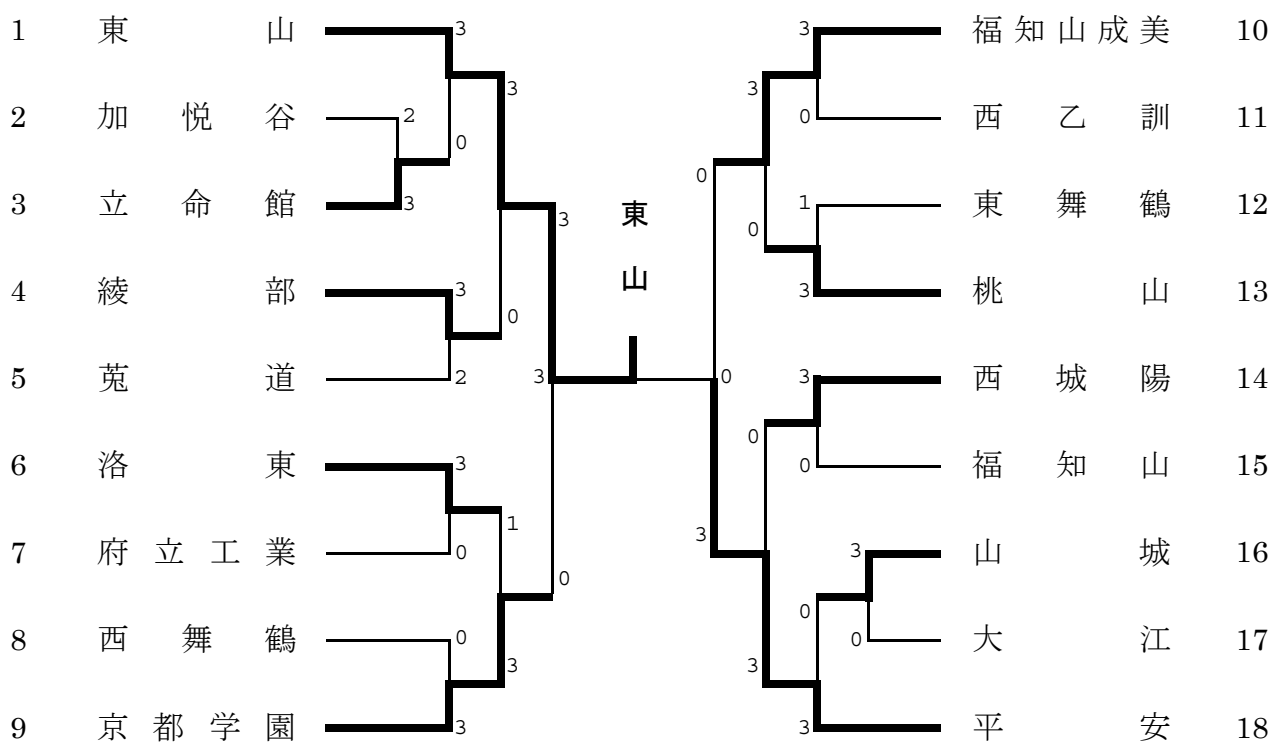 1 東山 3 3 福知山成美 10
3 3
2 加悦谷 2 0 西乙訓 11
0
0
3 立命館 3 1 東舞鶴 12
3 東 0
山
4 綾部 3 3 桃山 13
0
5 莵道 2 3 0 3 西城陽 14
0
6 洛東 3 0 福知山 15
1 3
7 府立工業 0 3 山城 16
0 0
8 西舞鶴 0 0 大江 17
3 3
9 京都学園 3 3 平安 18